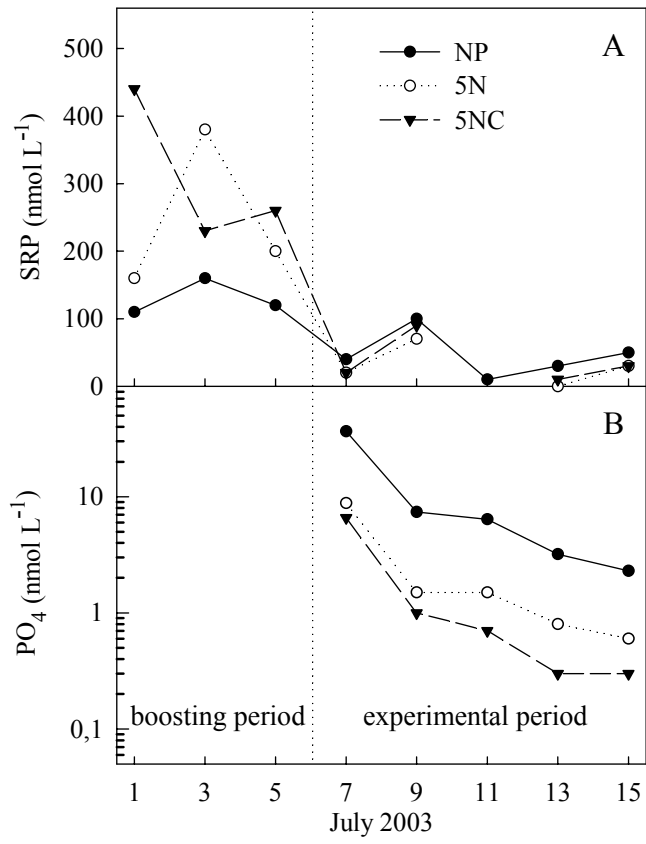 A
NP
5N
5NC
500
400
300
200
100
0
SRP (nmol L⁻¹)
B
10
1
0,1
PO₄ (nmol L⁻¹)
boosting period
experimental period
1 3 5 7 9 11 13 15
July 2003